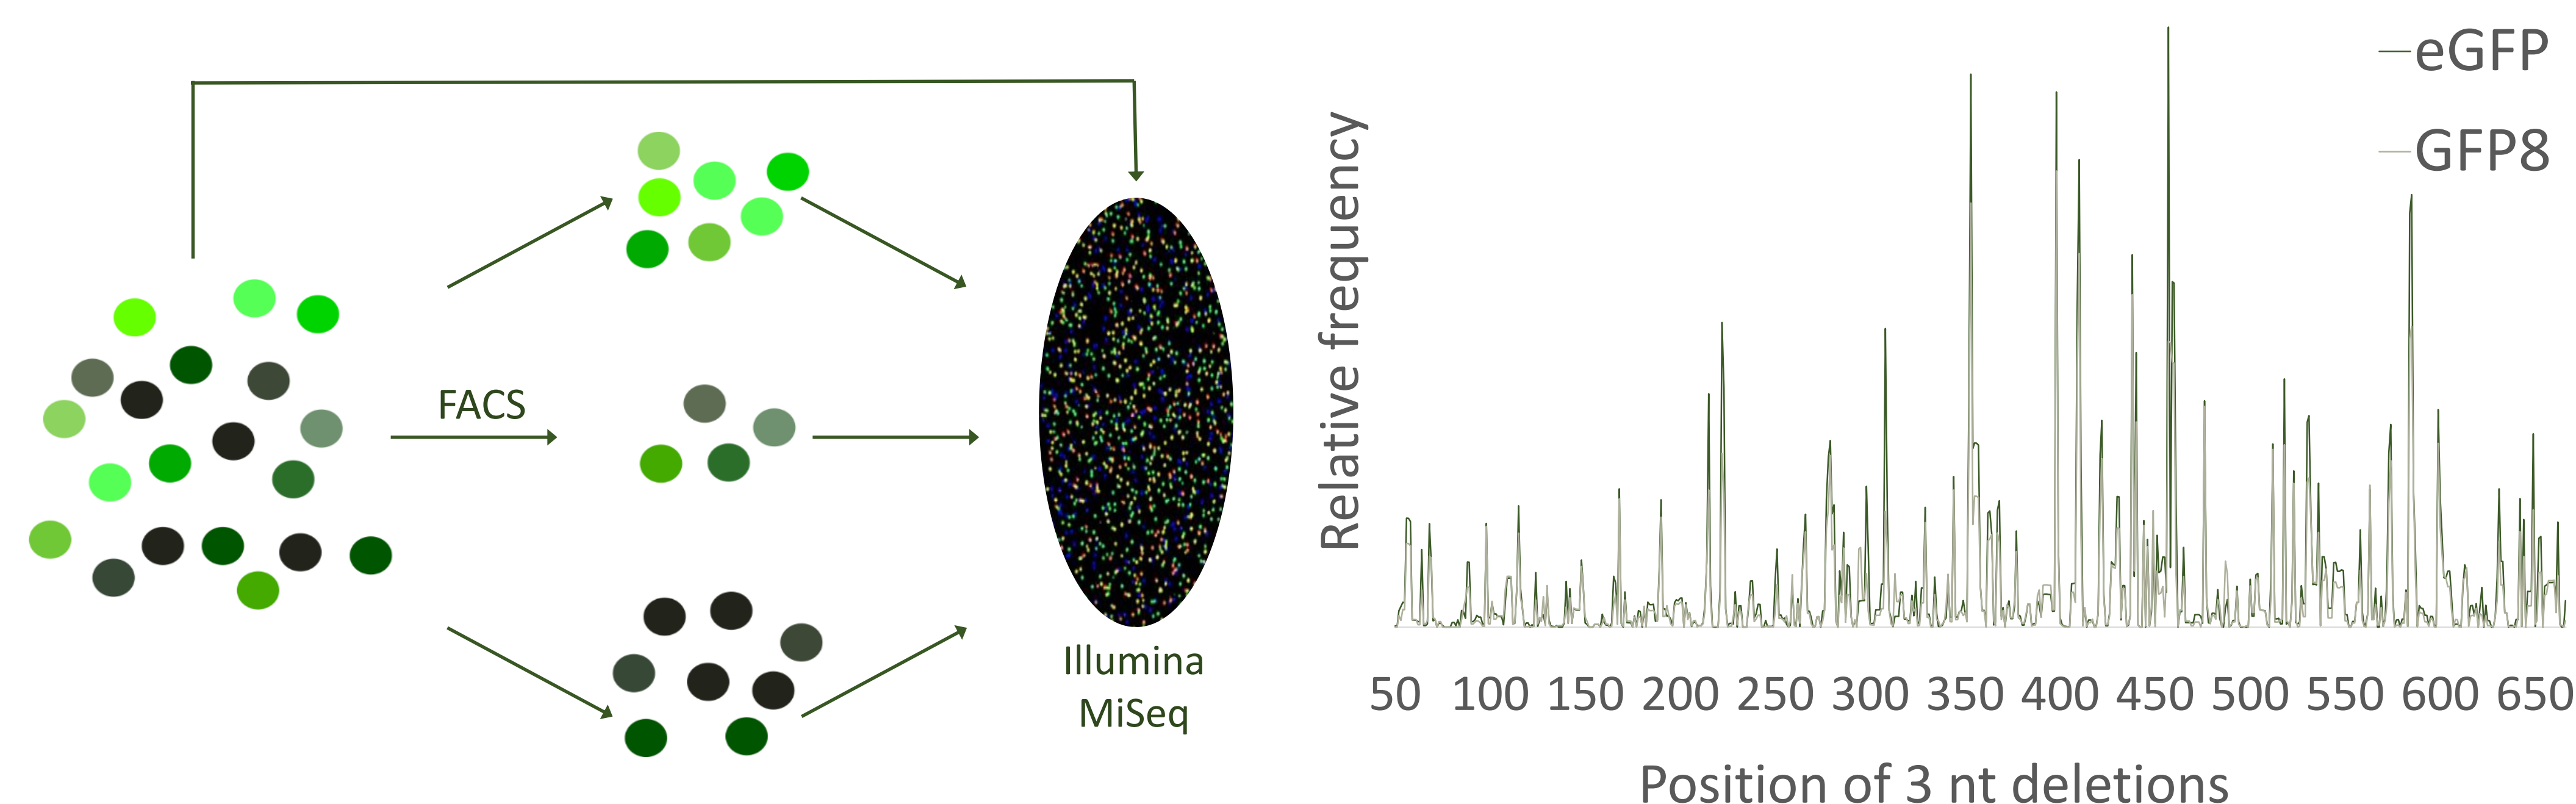 FACS
Illumina
MiSeq
eGFP
GFP8
Relative frequency
50 100 150 200 250 300 350 400 450 500 550 600 650
Position of 3 nt deletions